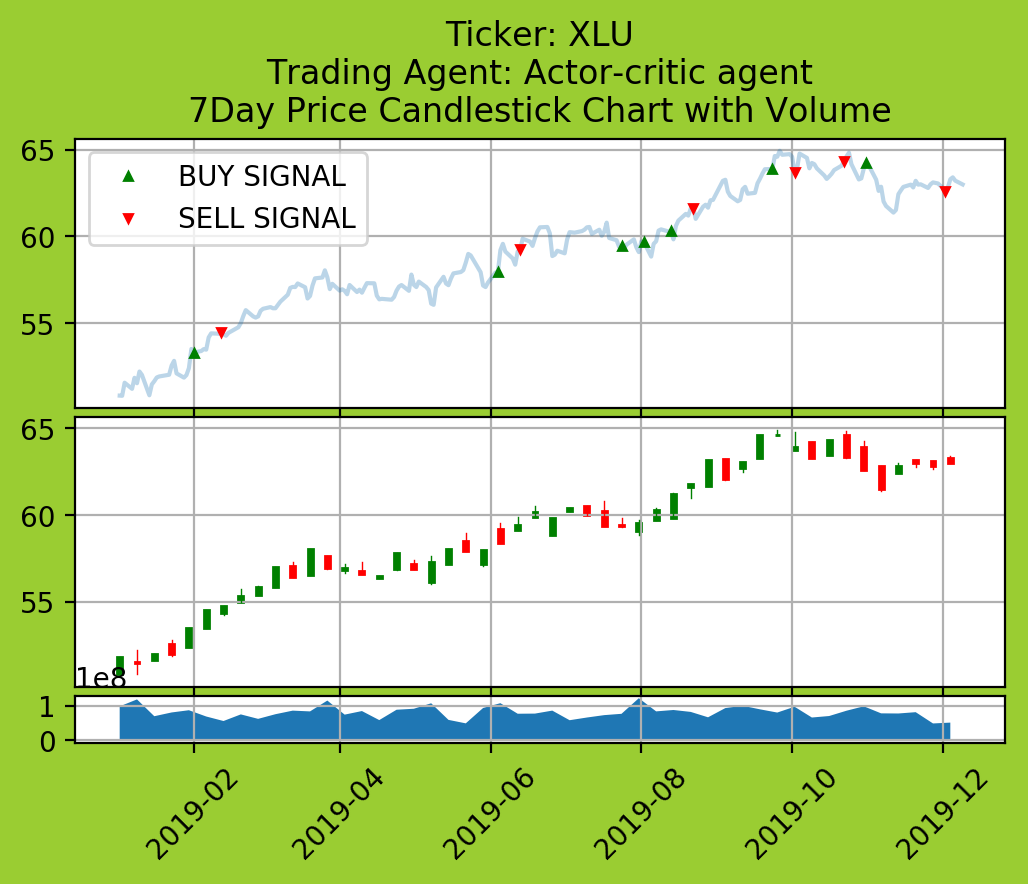 Ticker: XLU
Trading Agent: Actor-critic agent
7Day Price Candlestick Chart with Volume
65
60
55
BUY SIGNAL
SELL SIGNAL
65
60
55
1e8
1
0
2019-02
2019-04
2019-06
2019-08
2019-10
2019-12